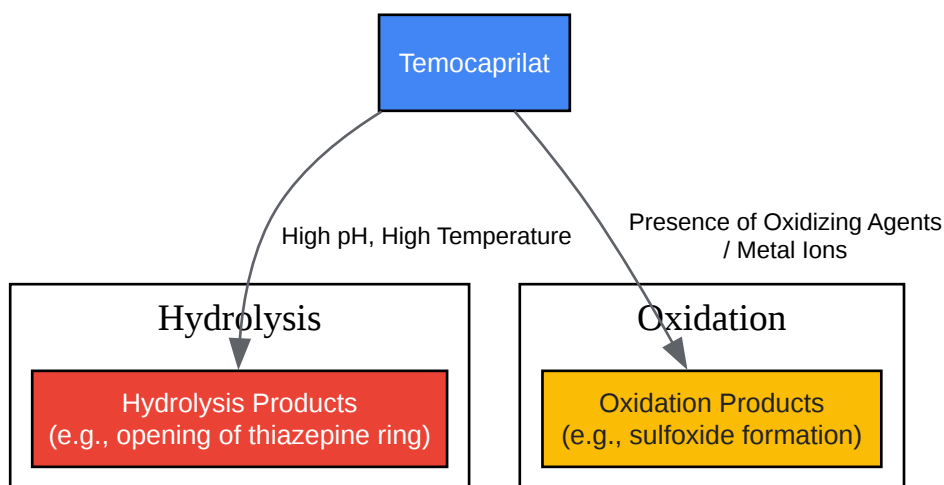 Temocaprilat
High pH, High Temperature
Presence of Oxidizing Agents
/ Metal Ions
Hydrolysis
Hydrolysis Products
(e.g., opening of thiazepine ring)
Oxidation
Oxidation Products
(e.g., sulfoxide formation)